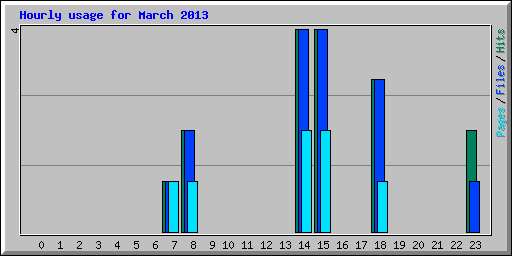 Hourly usage for March 2013
4
Pages/Files/Hits
0 1 2 3 4 5 6 7 8 9 10 11 12 13 14 15 16 17 18 19 20 21 22 23